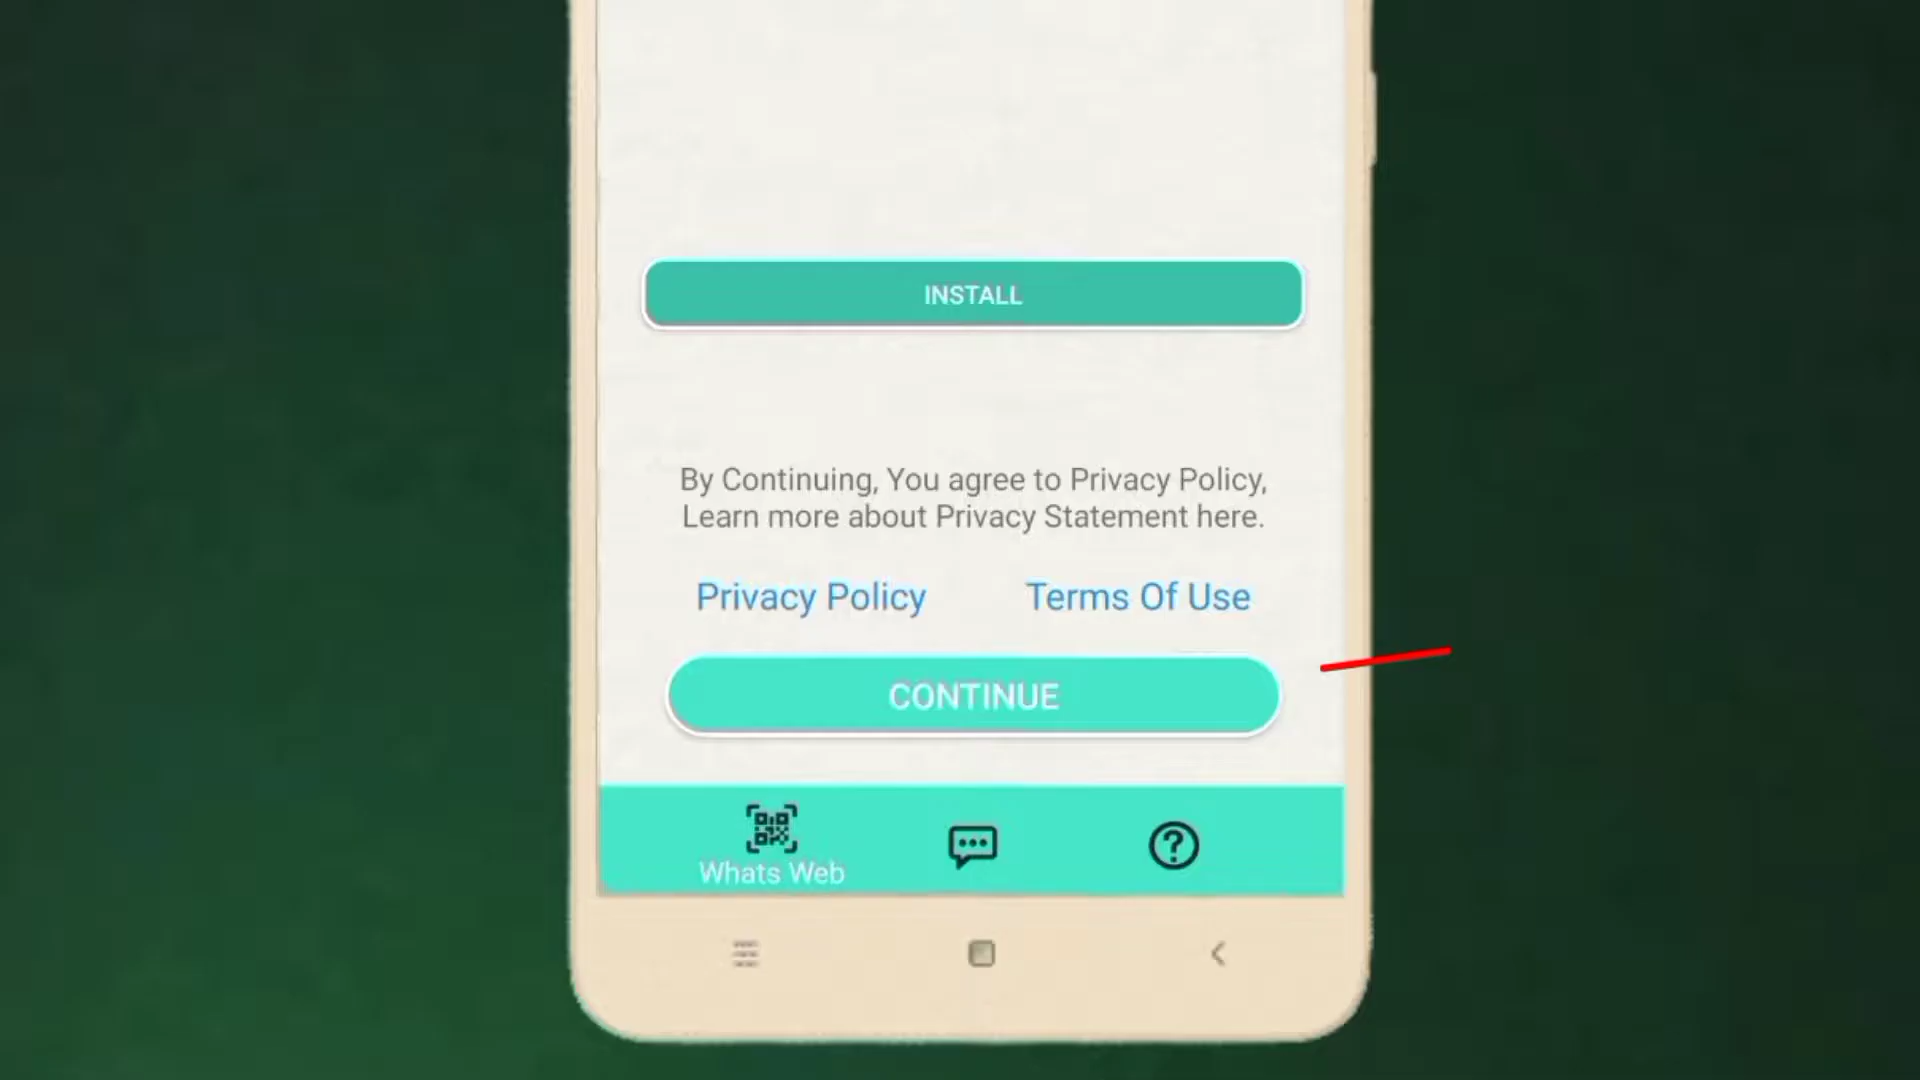 INSTALL
By Continuing, You agree to Privacy Policy,
Learn more about Privacy Statement here.
Privacy Policy
Terms Of Use
CONTINUE
Whats Web